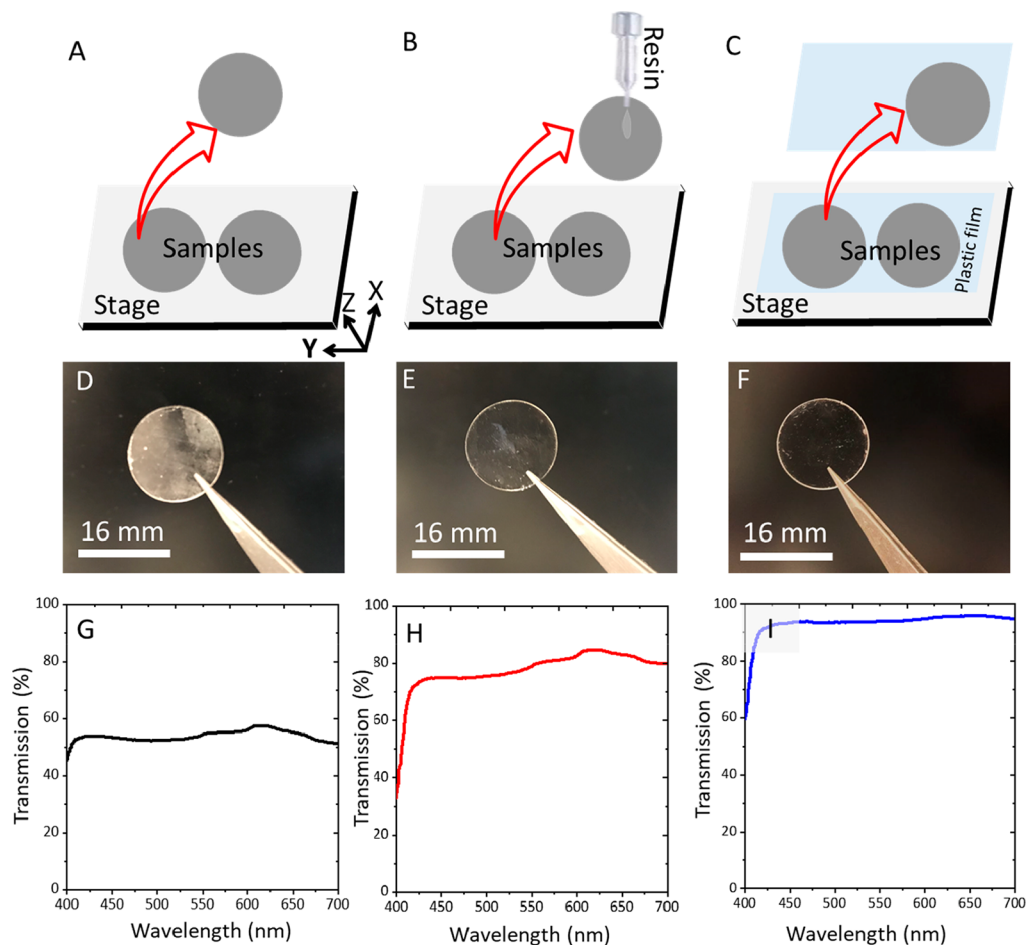 A
B
C
Resin
Samples
Stage
Samples
Stage
Samples
Stage
Plastic film
X
Z
Y
D
E
F
16 mm
16 mm
16 mm
G
H
I
Transmission (%)
100
80
60
40
20
0
400 450 500 550 600 650 700
Wavelength (nm)
Transmission (%)
100
80
60
40
20
0
400 450 500 550 600 650 700
Wavelength (nm)
Transmission (%)
100
80
60
40
20
0
400 450 500 550 600 650 700
Wavelength (nm)